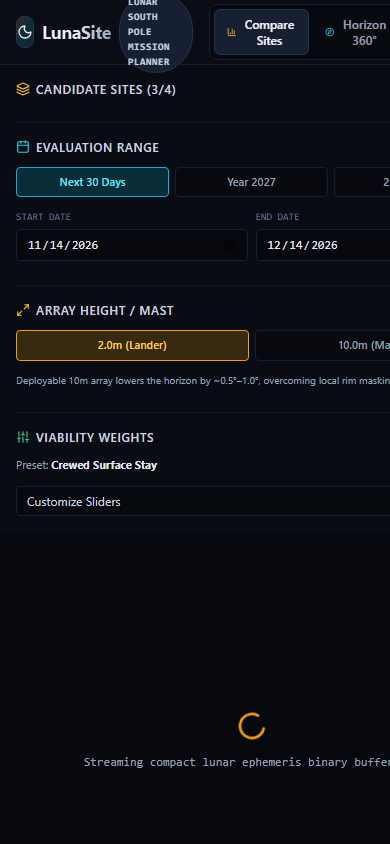 LUNAR
SOUTH
POLE
MISSION
PLANNER
LunaSite
Compare
Sites
Horizon
360°
CANDIDATE SITES (3/4)
EVALUATION RANGE
Next 30 Days
Year 2027
2
START DATE
END DATE
11/14/2026
12/14/2026
ARRAY HEIGHT / MAST
2.0m (Lander)
10.0m (Ma
Deployable 10m array lowers the horizon by ~0.5°–1.0°, overcoming local rim maskin
VIABILITY WEIGHTS
Preset: Crewed Surface Stay
Customize Sliders
Streaming compact lunar ephemeris binary buffer